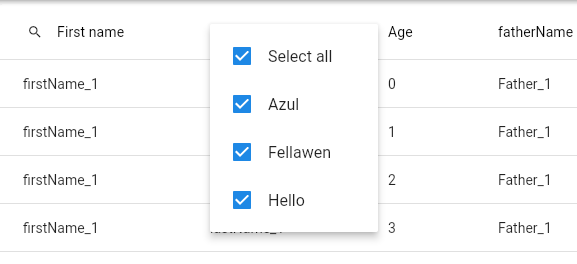 First name Age fatherName
Select all
firstName_1 0 Father_1
Azul
firstName_1 1 Father_1
Fellawen
firstName_1 2 Father_1
Hello
firstName_1 3 Father_1